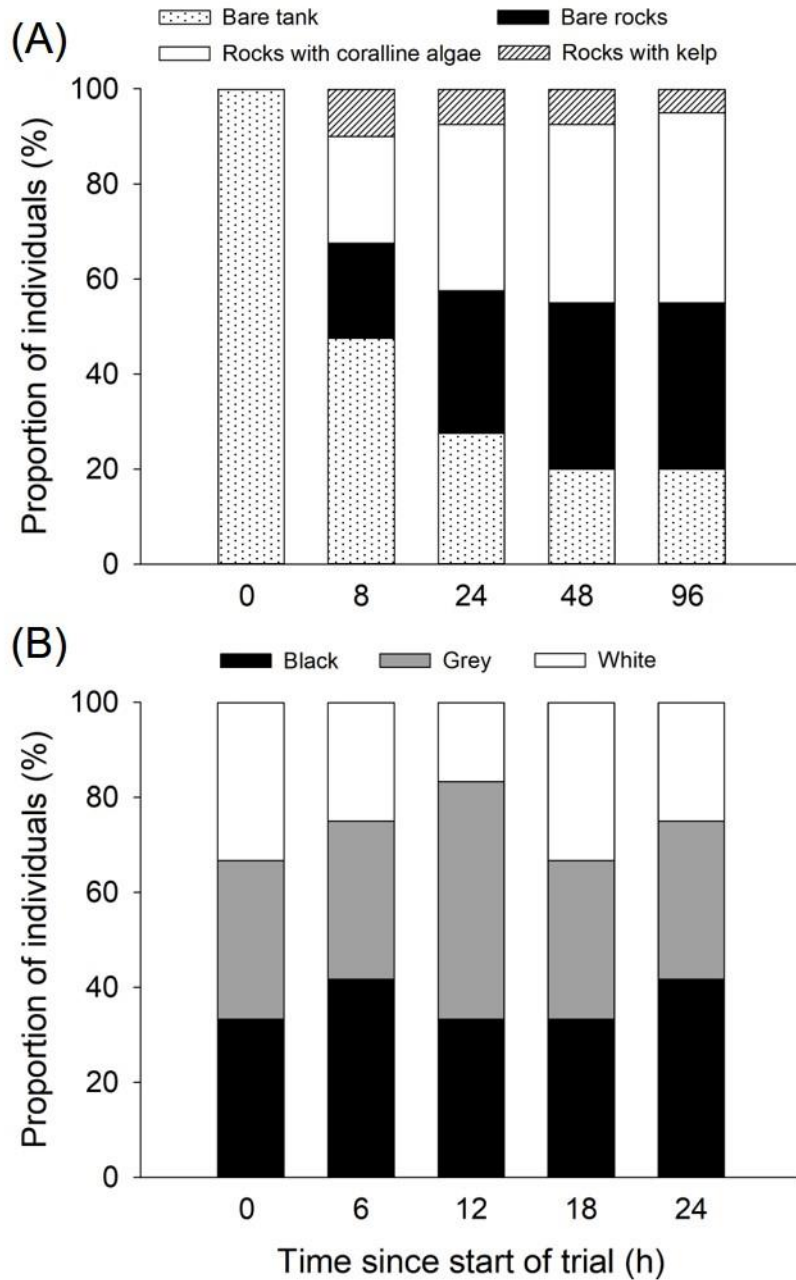 (A)
Bare tank Bare rocks
Rocks with coralline algae Rocks with kelp
Proportion of individuals (%)
100
80
60
40
20
0
0 8 24 48 96
(B)
Black Grey White
Proportion of individuals (%)
100
80
60
40
20
0
0 6 12 18 24
Time since start of trial (h)